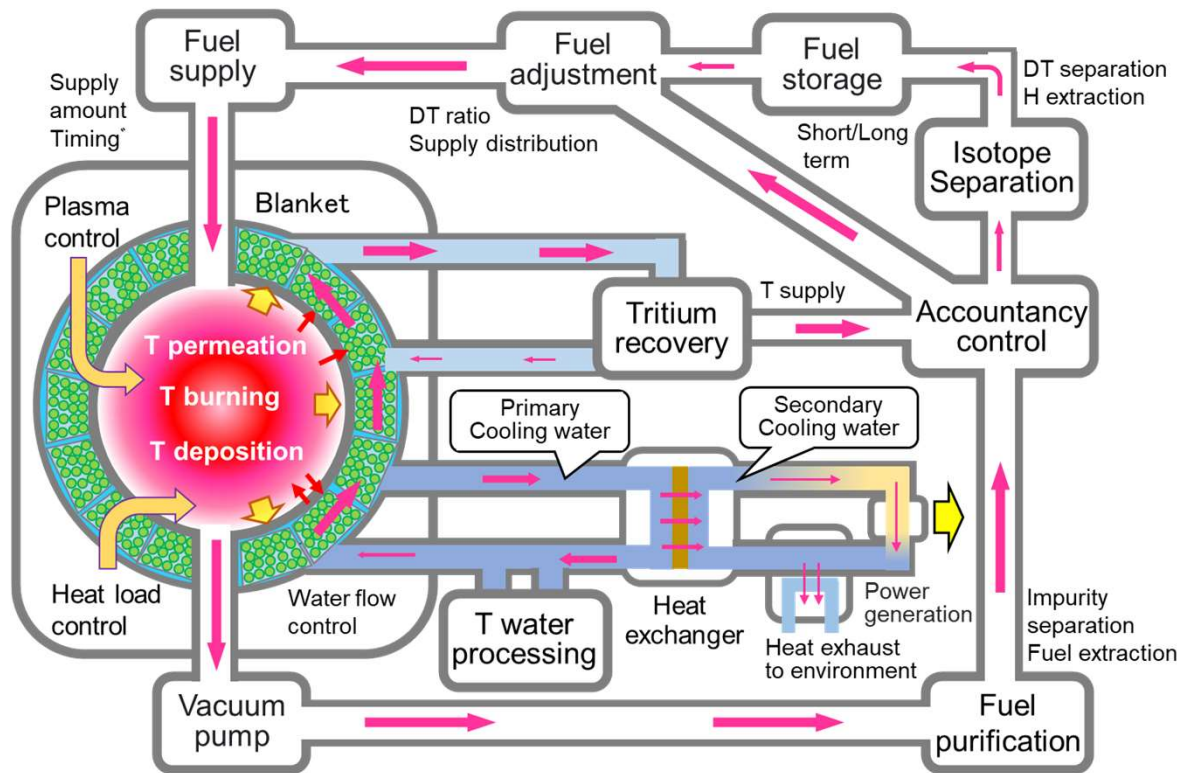 Fuel
supply
Fuel
adjustment
Fuel
storage
DT separation
H extraction
Supply
amount
Timing*
DT ratio
Supply distribution
Short/Long
term
Isotope
Separation
Plasma
control
Blanket
T supply
Tritium
recovery
Accountancy
control
T permeation
T burning
T deposition
Primary
Cooling water
Secondary
Cooling water
Heat load
control
Water flow
control
T water
processing
Heat
exchanger
Power
generation
Heat exhaust
to environment
Impurity
separation
Fuel extraction
Vacuum
pump
Fuel
purification